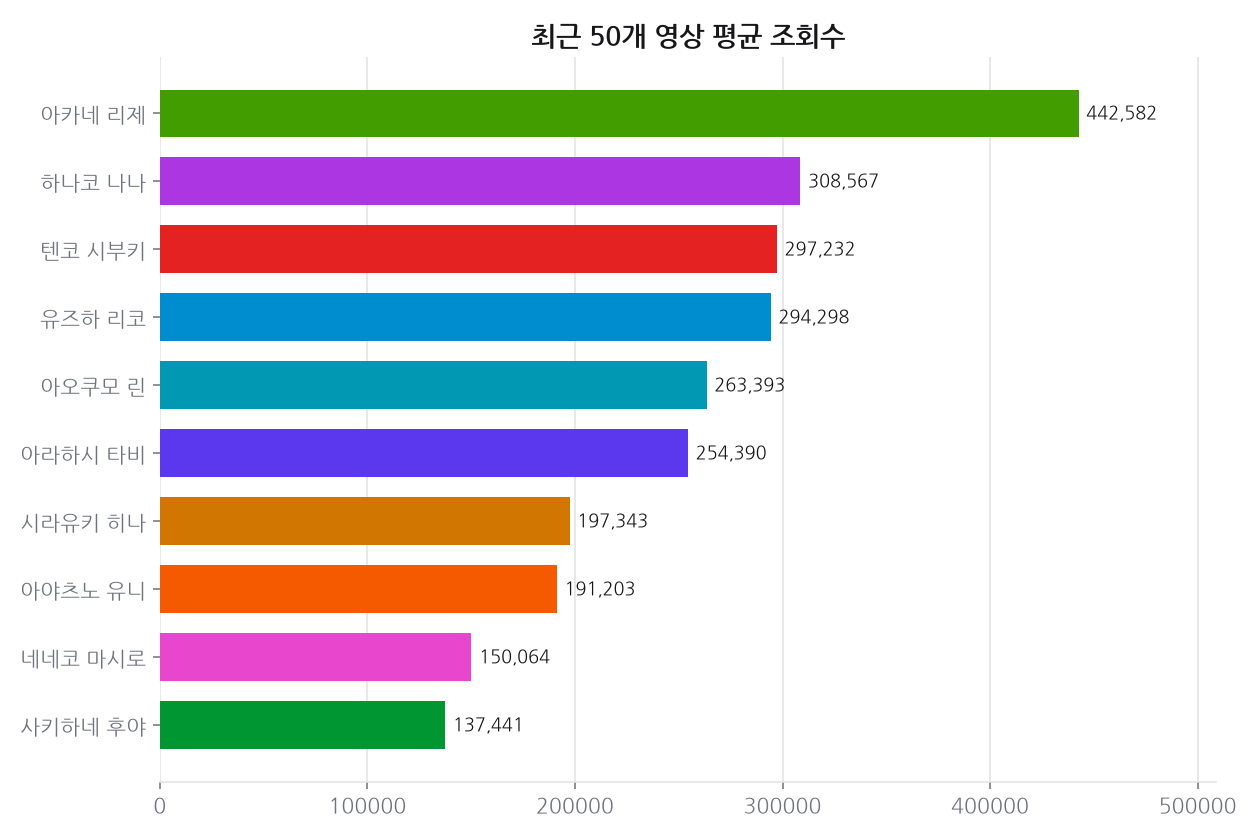 최근 50개 영상 평균 조회수
아카네 리제 442,582
하나코 나나 308,567
텐코 시부키 297,232
유즈하 리코 294,298
아오쿠모 린 263,393
아라하시 타비 254,390
시라유키 히나 197,343
아야츠노 유니 191,203
네네코 마시로 150,064
사키하네 후야 137,441
0 100000 200000 300000 400000 500000